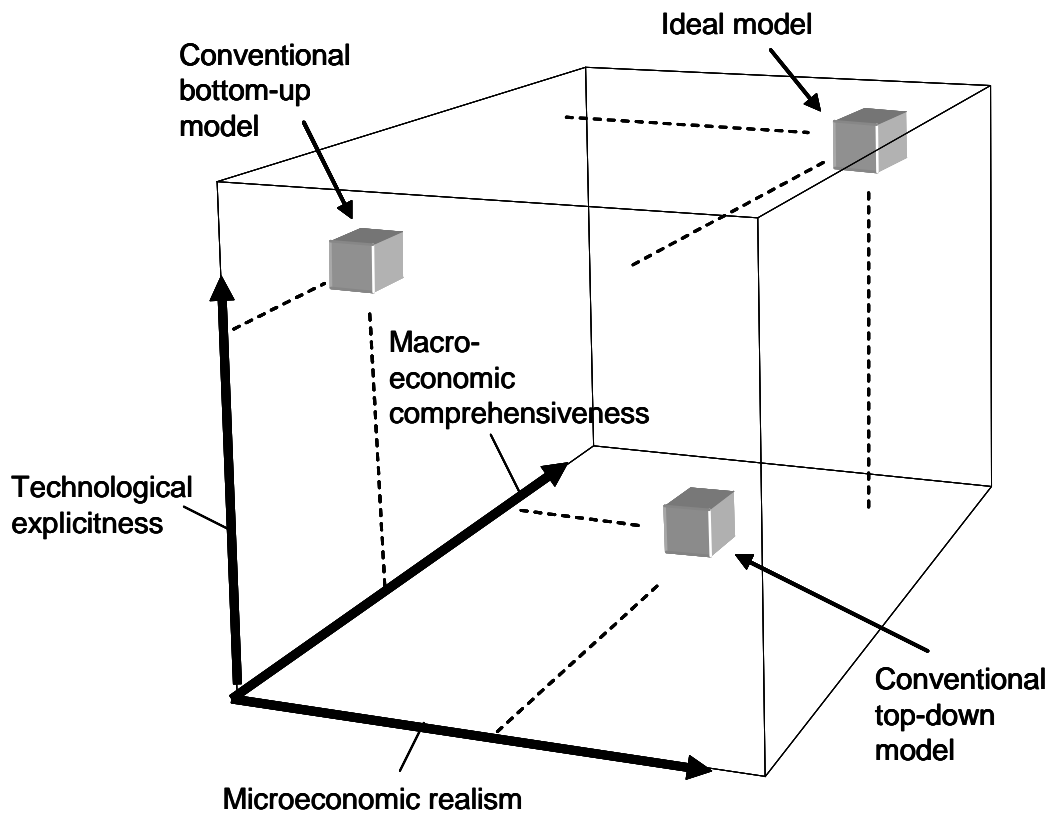 Ideal model
Conventional
bottom-up
model
Macro-
economic
comprehensiveness
Technological
explicitness
Conventional
top-down
model
Microeconomic realism